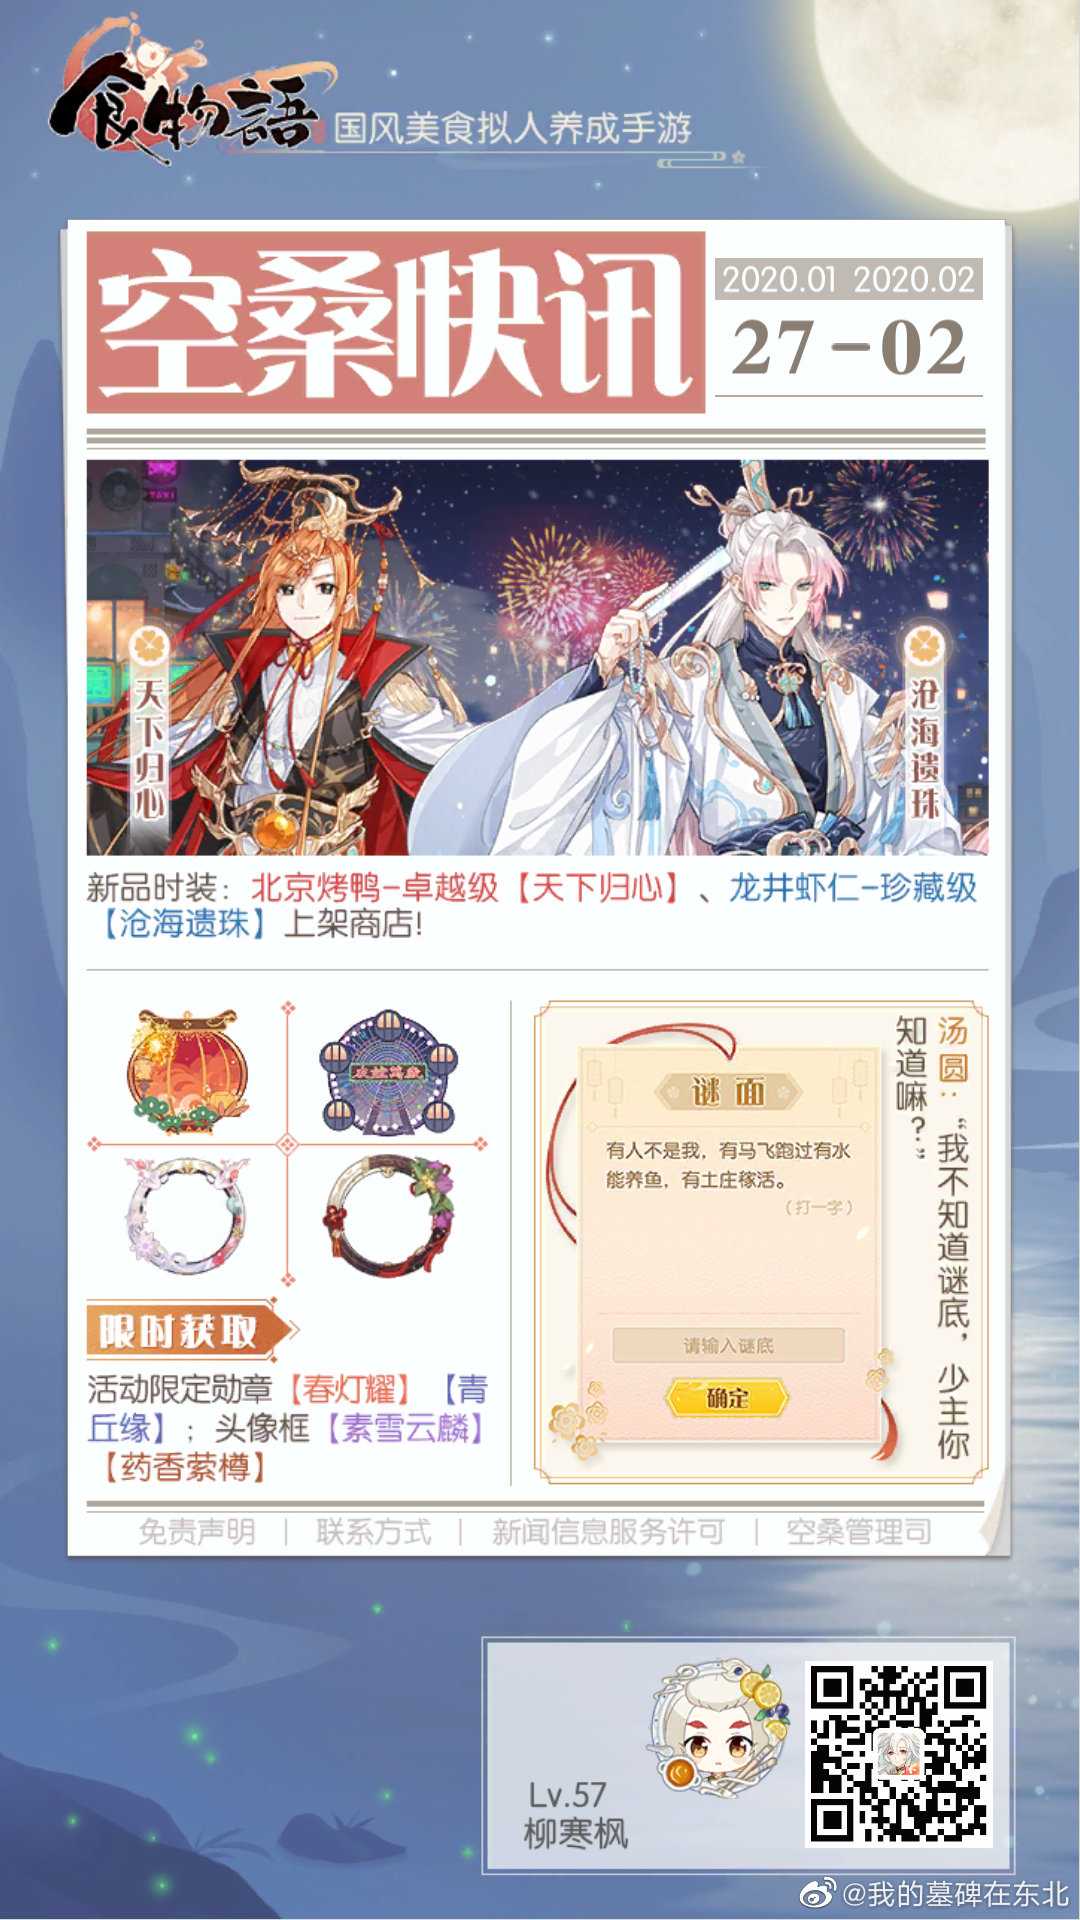 食物語
国风美食拟人养成手游
空桑快讯
2020.01 2020.02
27-02
TAXI
天下归心
沧海遗珠
新品时装：北京烤鸭-卓越级【天下归心】、龙井虾仁-珍藏级
【沧海遗珠】上架商店!
限时获取
活动限定勋章【春灯耀】【青
丘缘】；头像框【素雪云麟】
【药香萦樽】
谜面
有人不是我，有马飞跑过有水
能养鱼，有土庄稼活。
（打一字）
请输入谜底
确定
汤圆：“我不知道谜底，少主你
知道嘛？”
免责声明 | 联系方式 | 新闻信息服务许可 | 空桑管理司
Lv.57
柳寒枫
@我的墓碑在东北